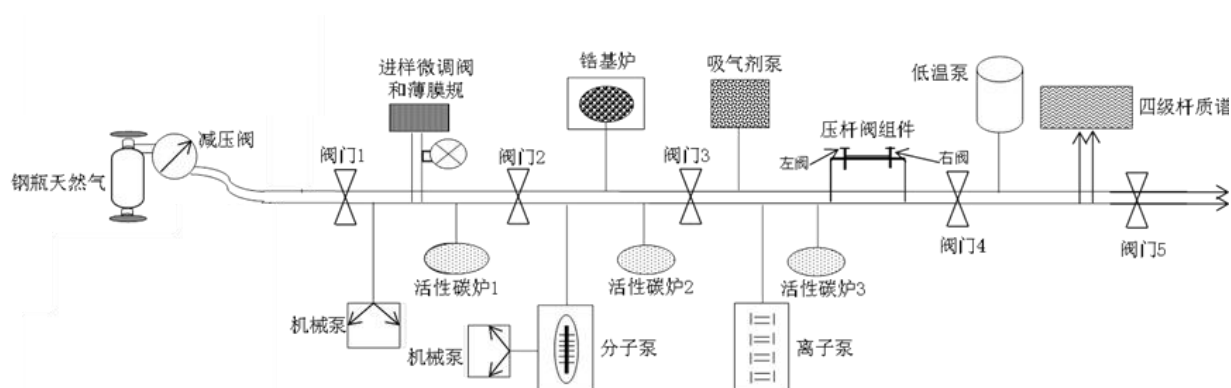 进样微调阀
和薄膜规
锆基炉
吸气剂泵
低温泵
四级杆质谱
减压阀
压杆阀组件
左阀
右阀
阀门1
阀门2
阀门3
钢瓶天然气
阀门4
阀门5
活性碳炉1
活性碳炉2
活性碳炉3
机械泵
机械泵
分子泵
离子泵